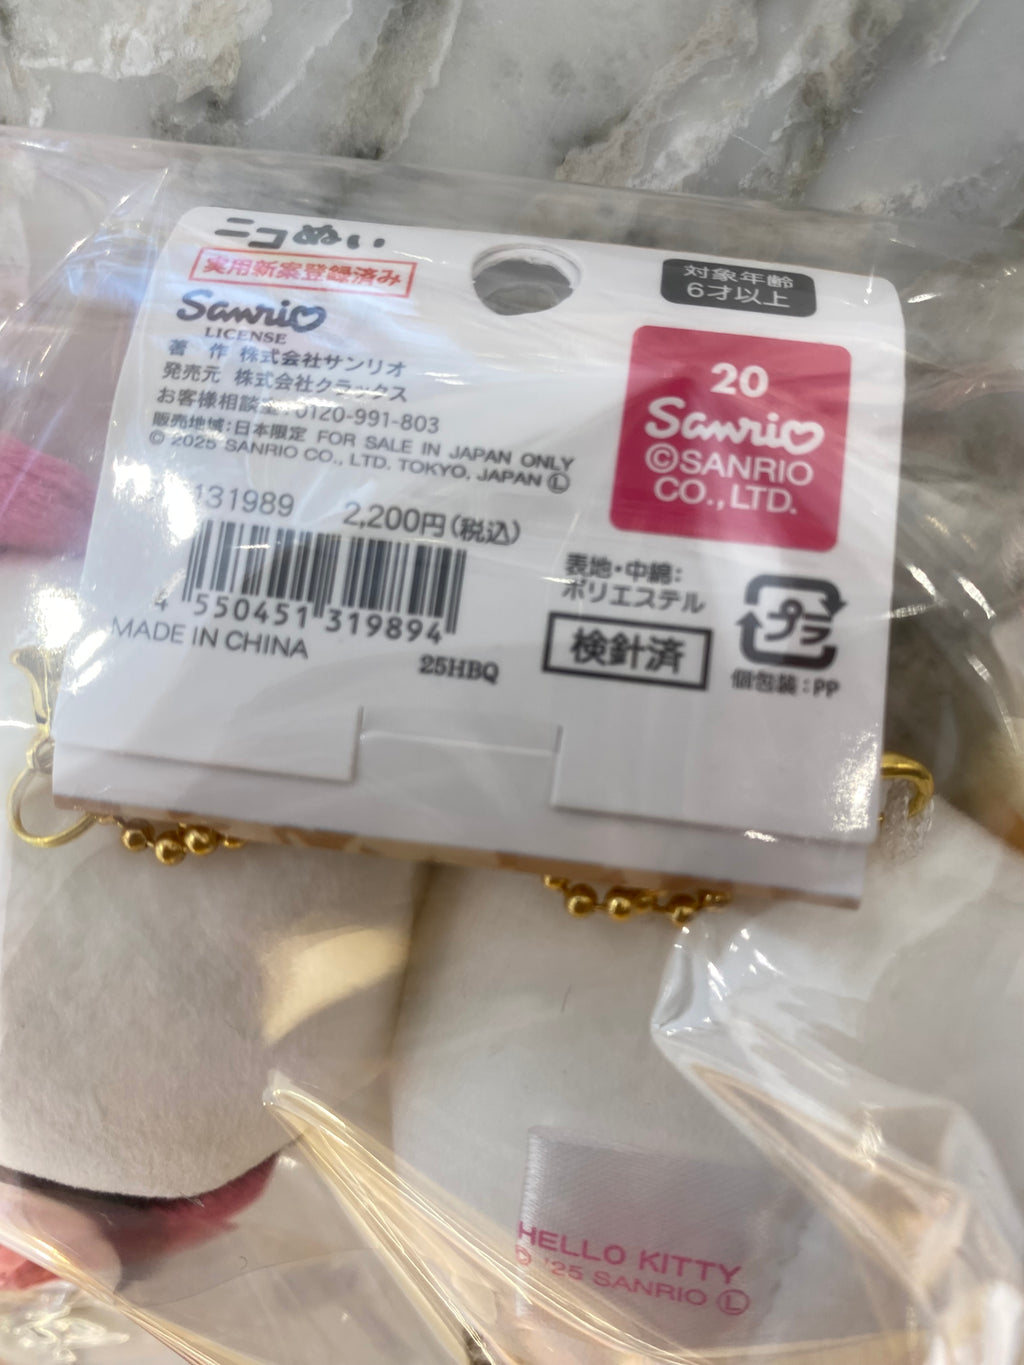 ニコぬい
実用新案登録済み
Sanrio
LICENSE
著 作 株式会社サンリオ
発売元 株式会社クラックス
お客様相談室:0120-991-803
販売地域:日本限定 FOR SALE IN JAPAN ONLY
© 2025 SANRIO CO., LTD. TOKYO, JAPAN Ⓛ
131989 2,200円(税込)
4 550451 319894
MADE IN CHINA
25HBQ
対象年齢
6才以上
20
Sanrio
©SANRIO
CO.,LTD.
表地・中綿:
ポリエステル
検針済
プラ
個包装:PP
HELLO KITTY
© '25 SANRIO Ⓛ